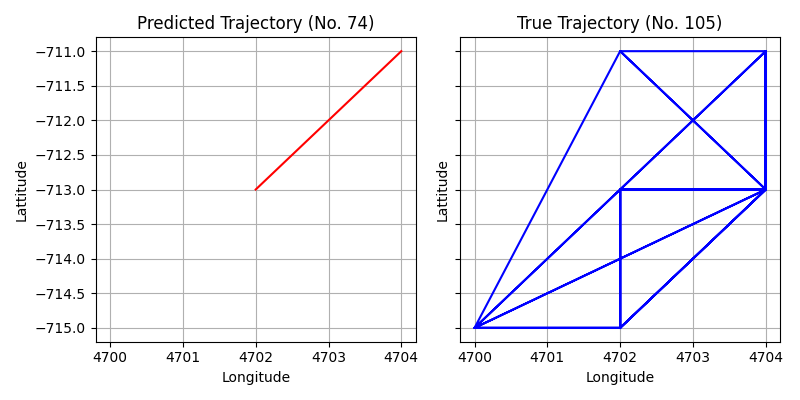 Predicted Trajectory (No. 74)
True Trajectory (No. 105)
−711.0
−711.5
−712.0
−712.5
−713.0
−713.5
−714.0
−714.5
−715.0
Lattitude
Lattitude
4700 4701 4702 4703 4704
4700 4701 4702 4703 4704
Longitude
Longitude